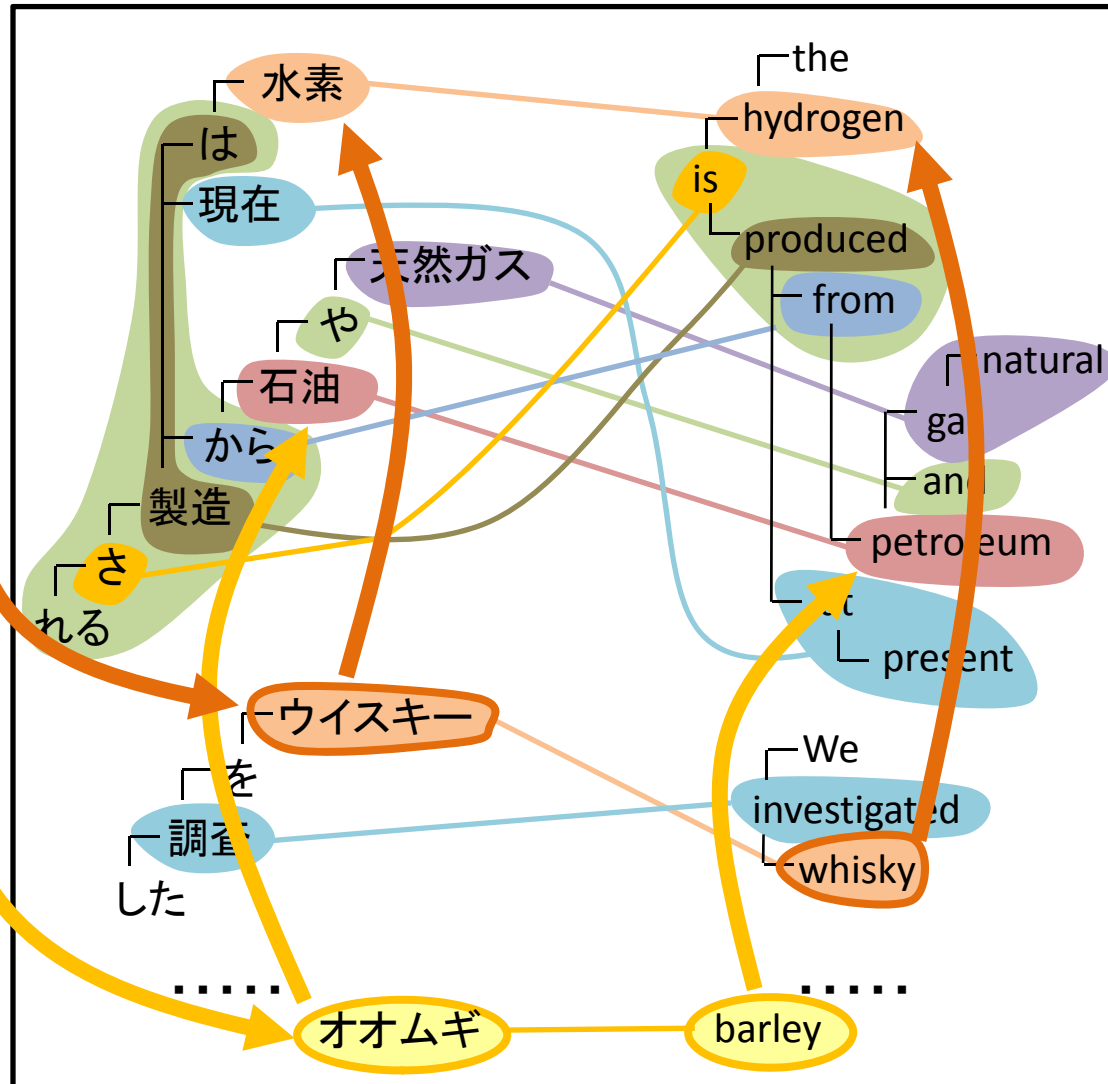 水素
は
現在
天然ガス
や
石油
から
製造
さ
れる
the
hydrogen
is
produced
from
natural
and
petroleum
present
ウイスキー
を
調査
した
We
investigated
whisky
.....
オオムギ
.....
barley